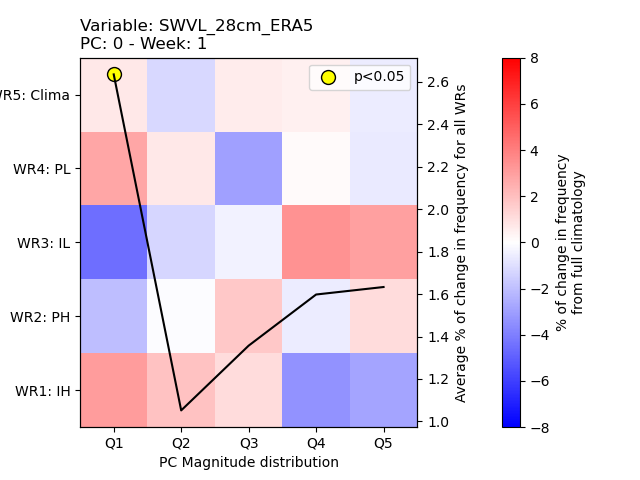 Variable: SWVL_28cm_ERA5
PC: 0 - Week: 1
p<0.05
WR5: Clima
WR4: PL
WR3: IL
WR2: PH
WR1: IH
Q1 Q2 Q3 Q4 Q5
PC Magnitude distribution
2.6
2.4
2.2
2.0
1.8
1.6
1.4
1.2
1.0
Average % of change in frequency for all WRs
8
6
4
2
0
−2
−4
−6
−8
% of change in frequency
from full climatology